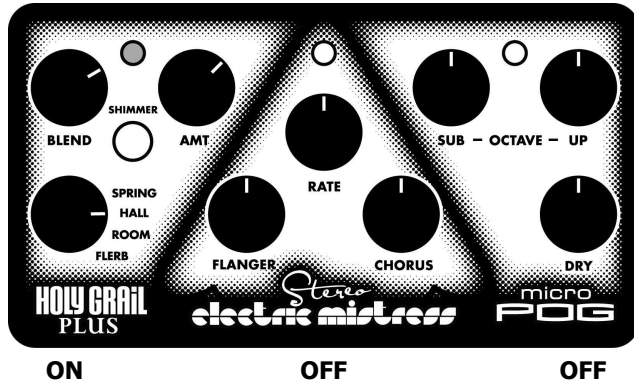 SHIMMER
BLEND
AMT
SUB – OCTAVE – UP
RATE
SPRING
HALL
ROOM
FLERB
FLANGER
CHORUS
DRY
HOLY GRAIL
PLUS
Stereo
electric mistress
micro
POG
ON
OFF
OFF